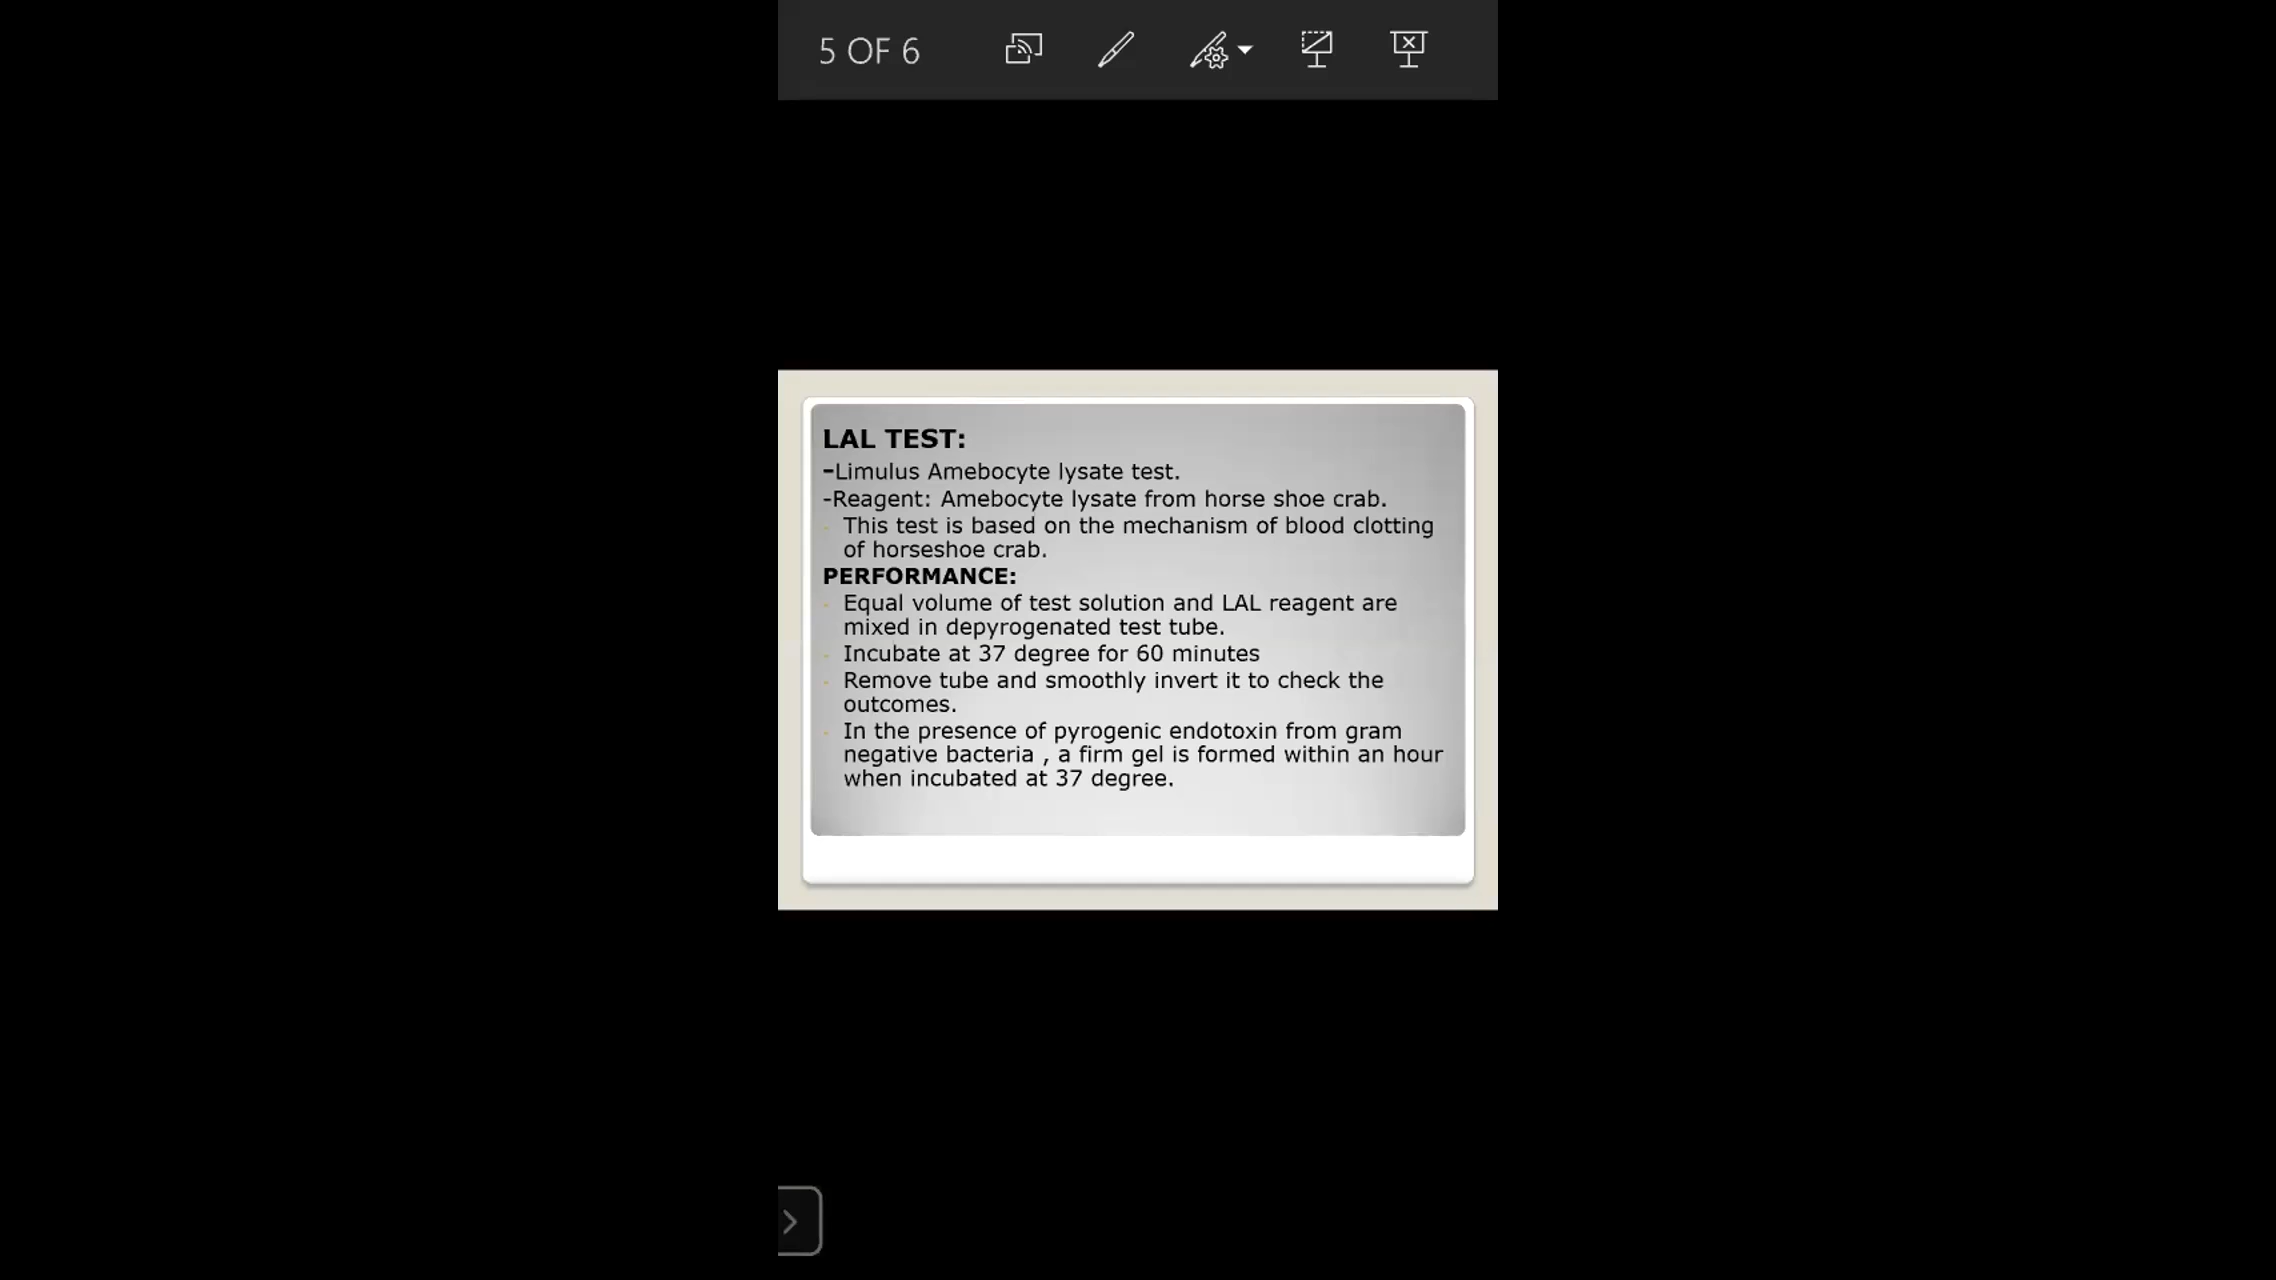 5 OF 6
LAL TEST:
-Limulus Amebocyte lysate test.
-Reagent: Amebocyte lysate from horse shoe crab.
- This test is based on the mechanism of blood clotting
of horseshoe crab.
PERFORMANCE:
- Equal volume of test solution and LAL reagent are
mixed in depyrogenated test tube.
- Incubate at 37 degree for 60 minutes
- Remove tube and smoothly invert it to check the
outcomes.
- In the presence of pyrogenic endotoxin from gram
negative bacteria , a firm gel is formed within an hour
when incubated at 37 degree.